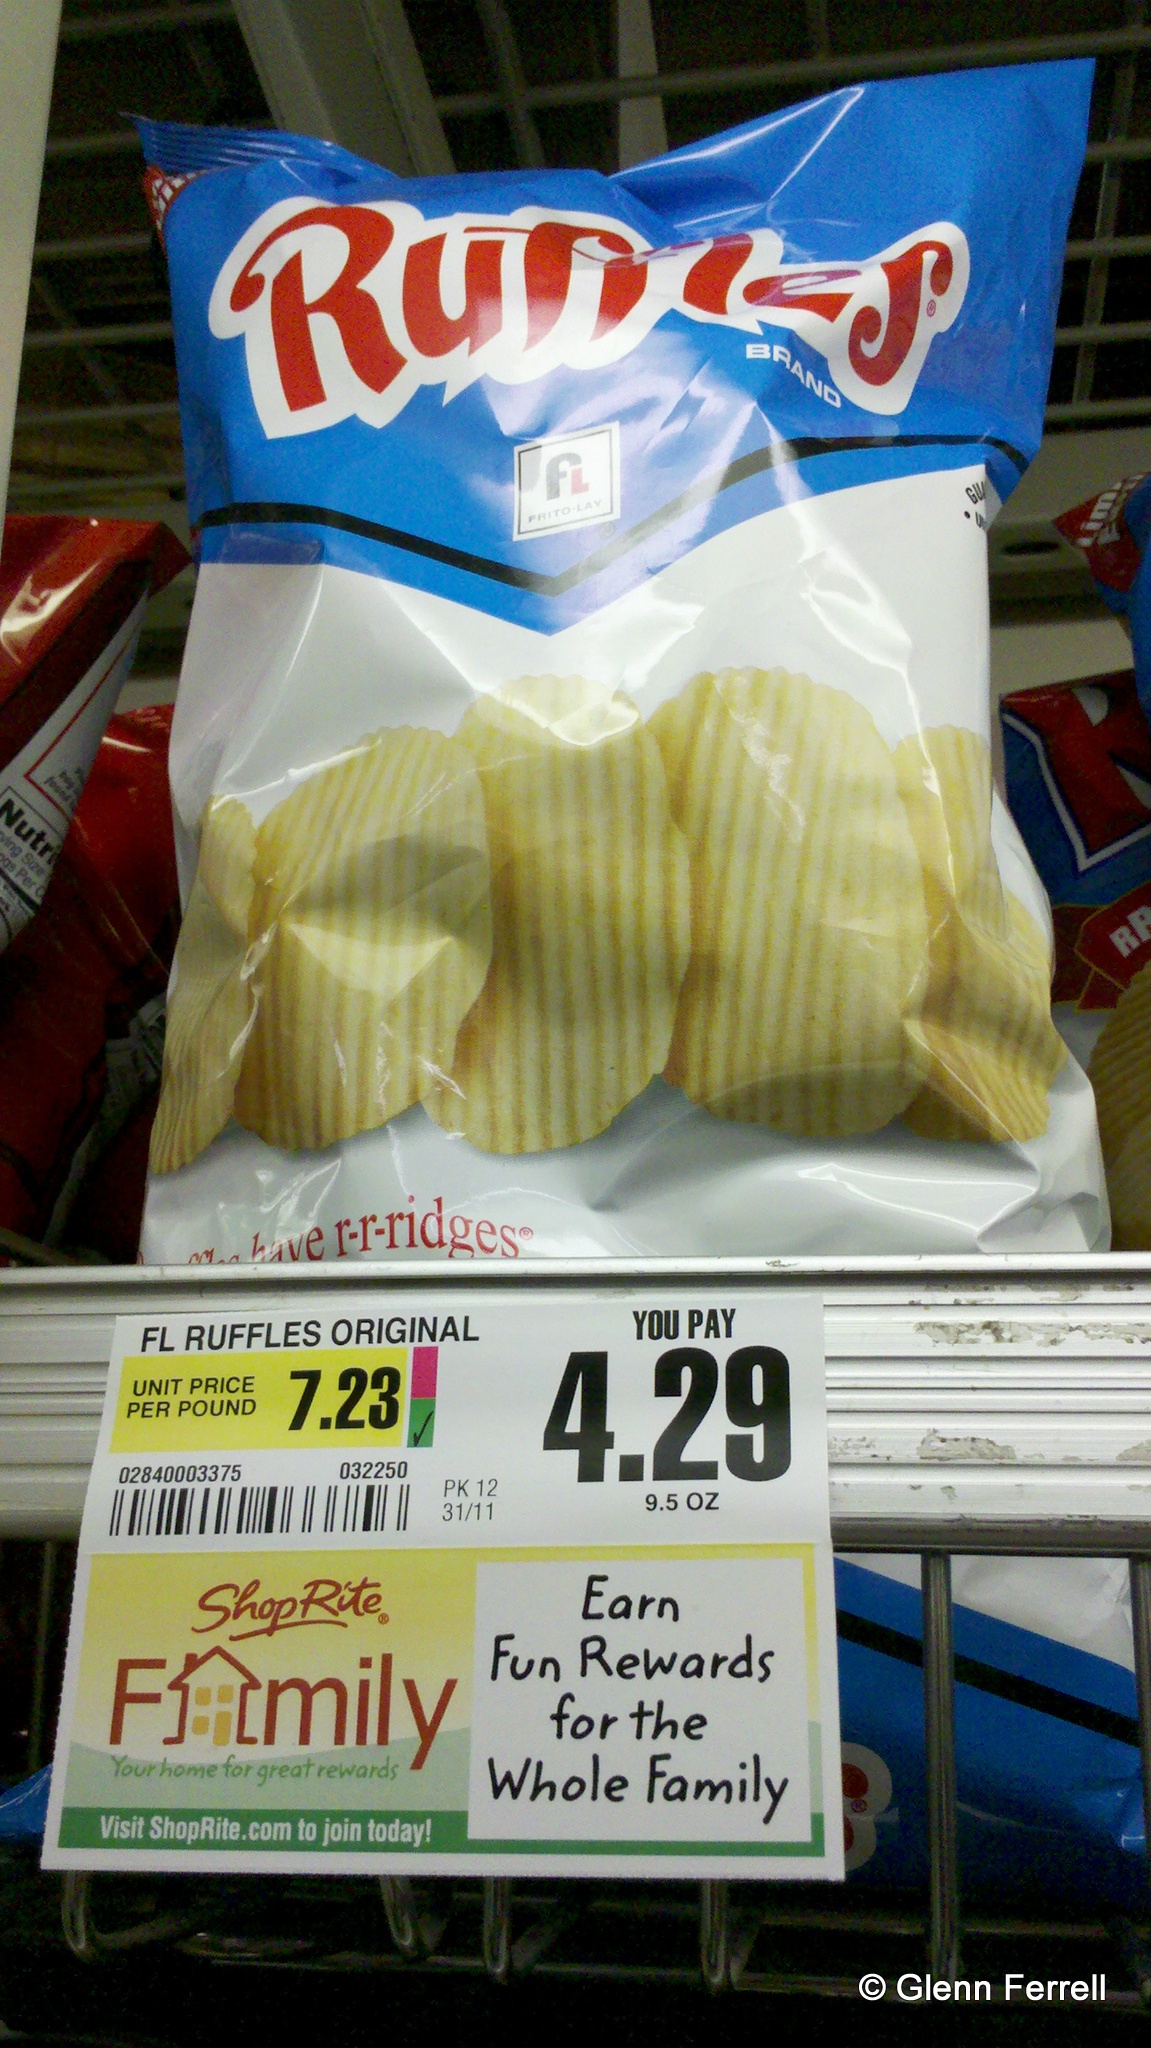 Ruffles®
BRAND
FL
FRITO-LAY
Nutri
have r-r-ridges®
FL RUFFLES ORIGINAL
YOU PAY
UNIT PRICE
PER POUND
7.23
4.29
9.5 OZ
02840003375
032250
PK 12
31/11
ShopRite®
Family
Your home for great rewards
Visit ShopRite.com to join today!
Earn
Fun Rewards
for the
Whole Family
© Glenn Ferrell